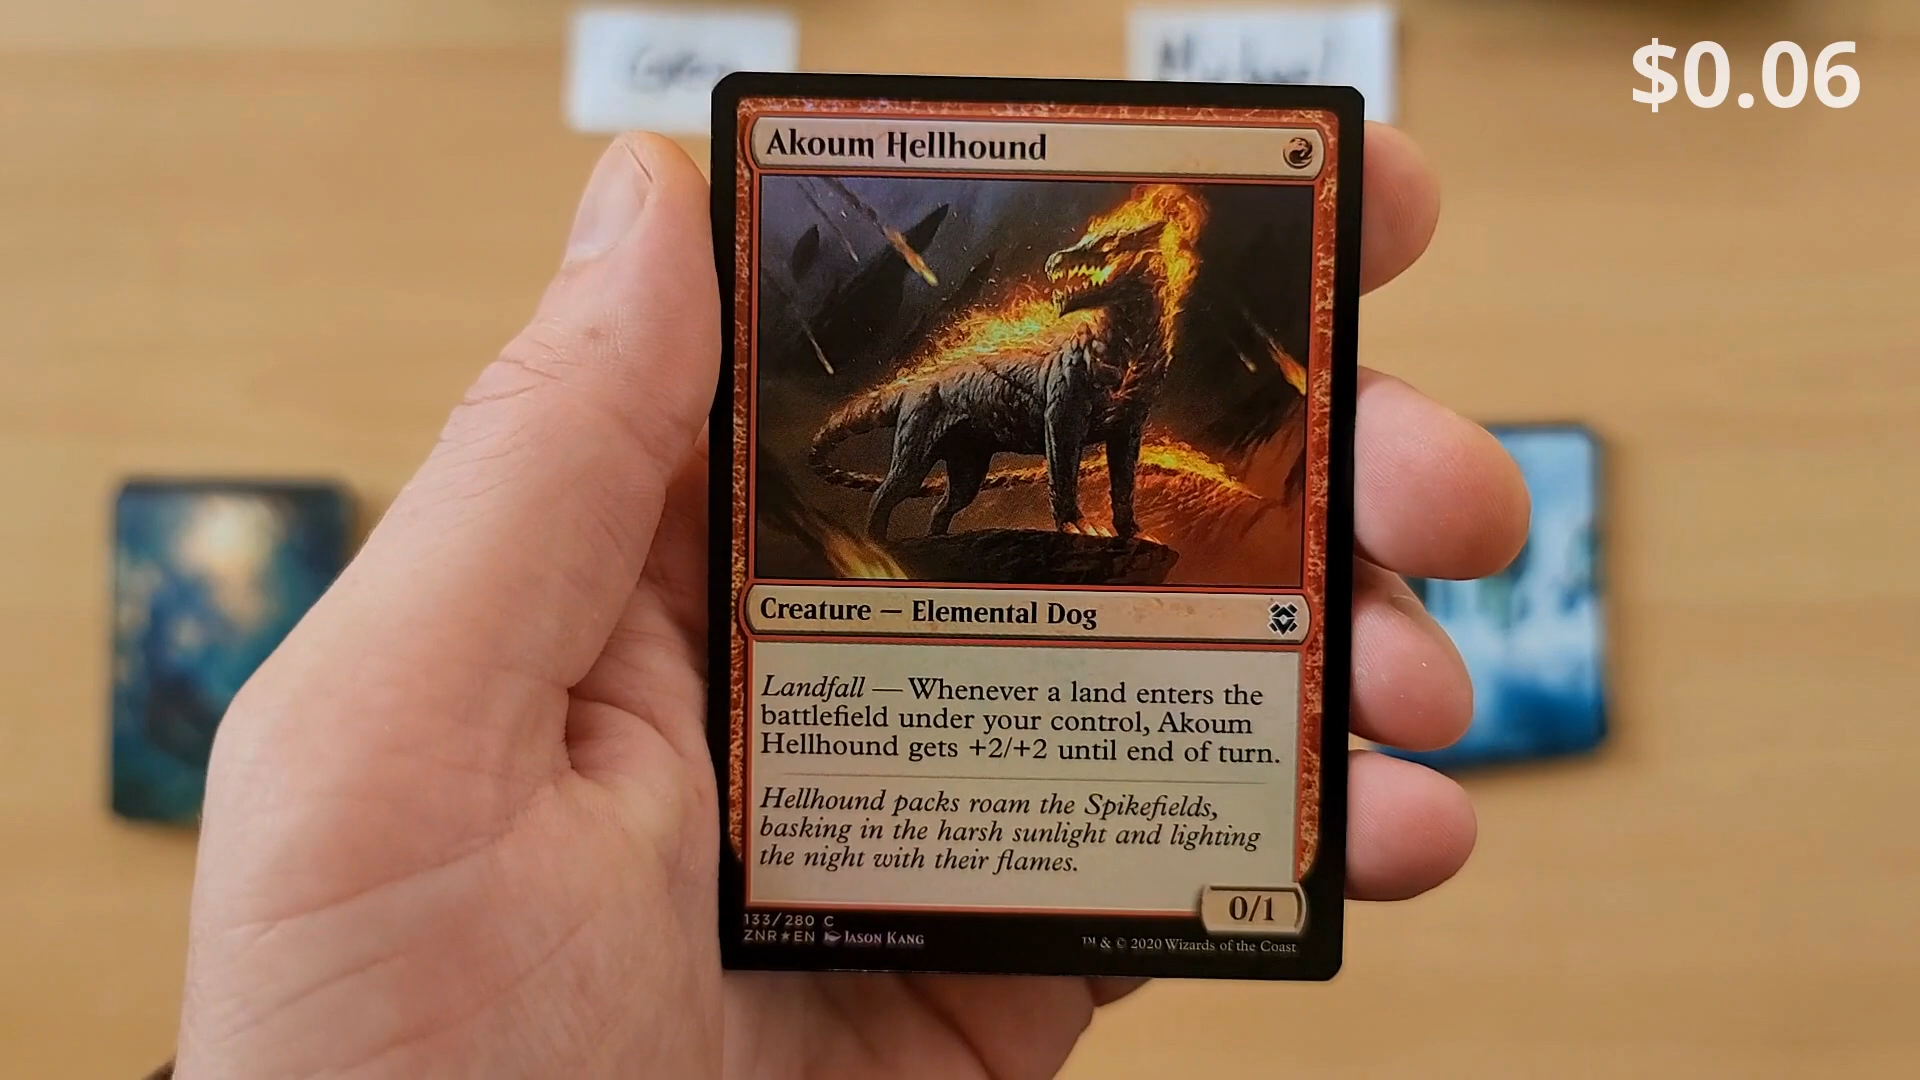 $0.06
Akoum Hellhound
Creature — Elemental Dog
Landfall — Whenever a land enters the
battlefield under your control, Akoum
Hellhound gets +2/+2 until end of turn.
Hellhound packs roam the Spikefields,
basking in the harsh sunlight and lighting
the night with their flames.
0/1
133/280 C
ZNR★EN Jason Kang
™ & © 2020 Wizards of the Coast